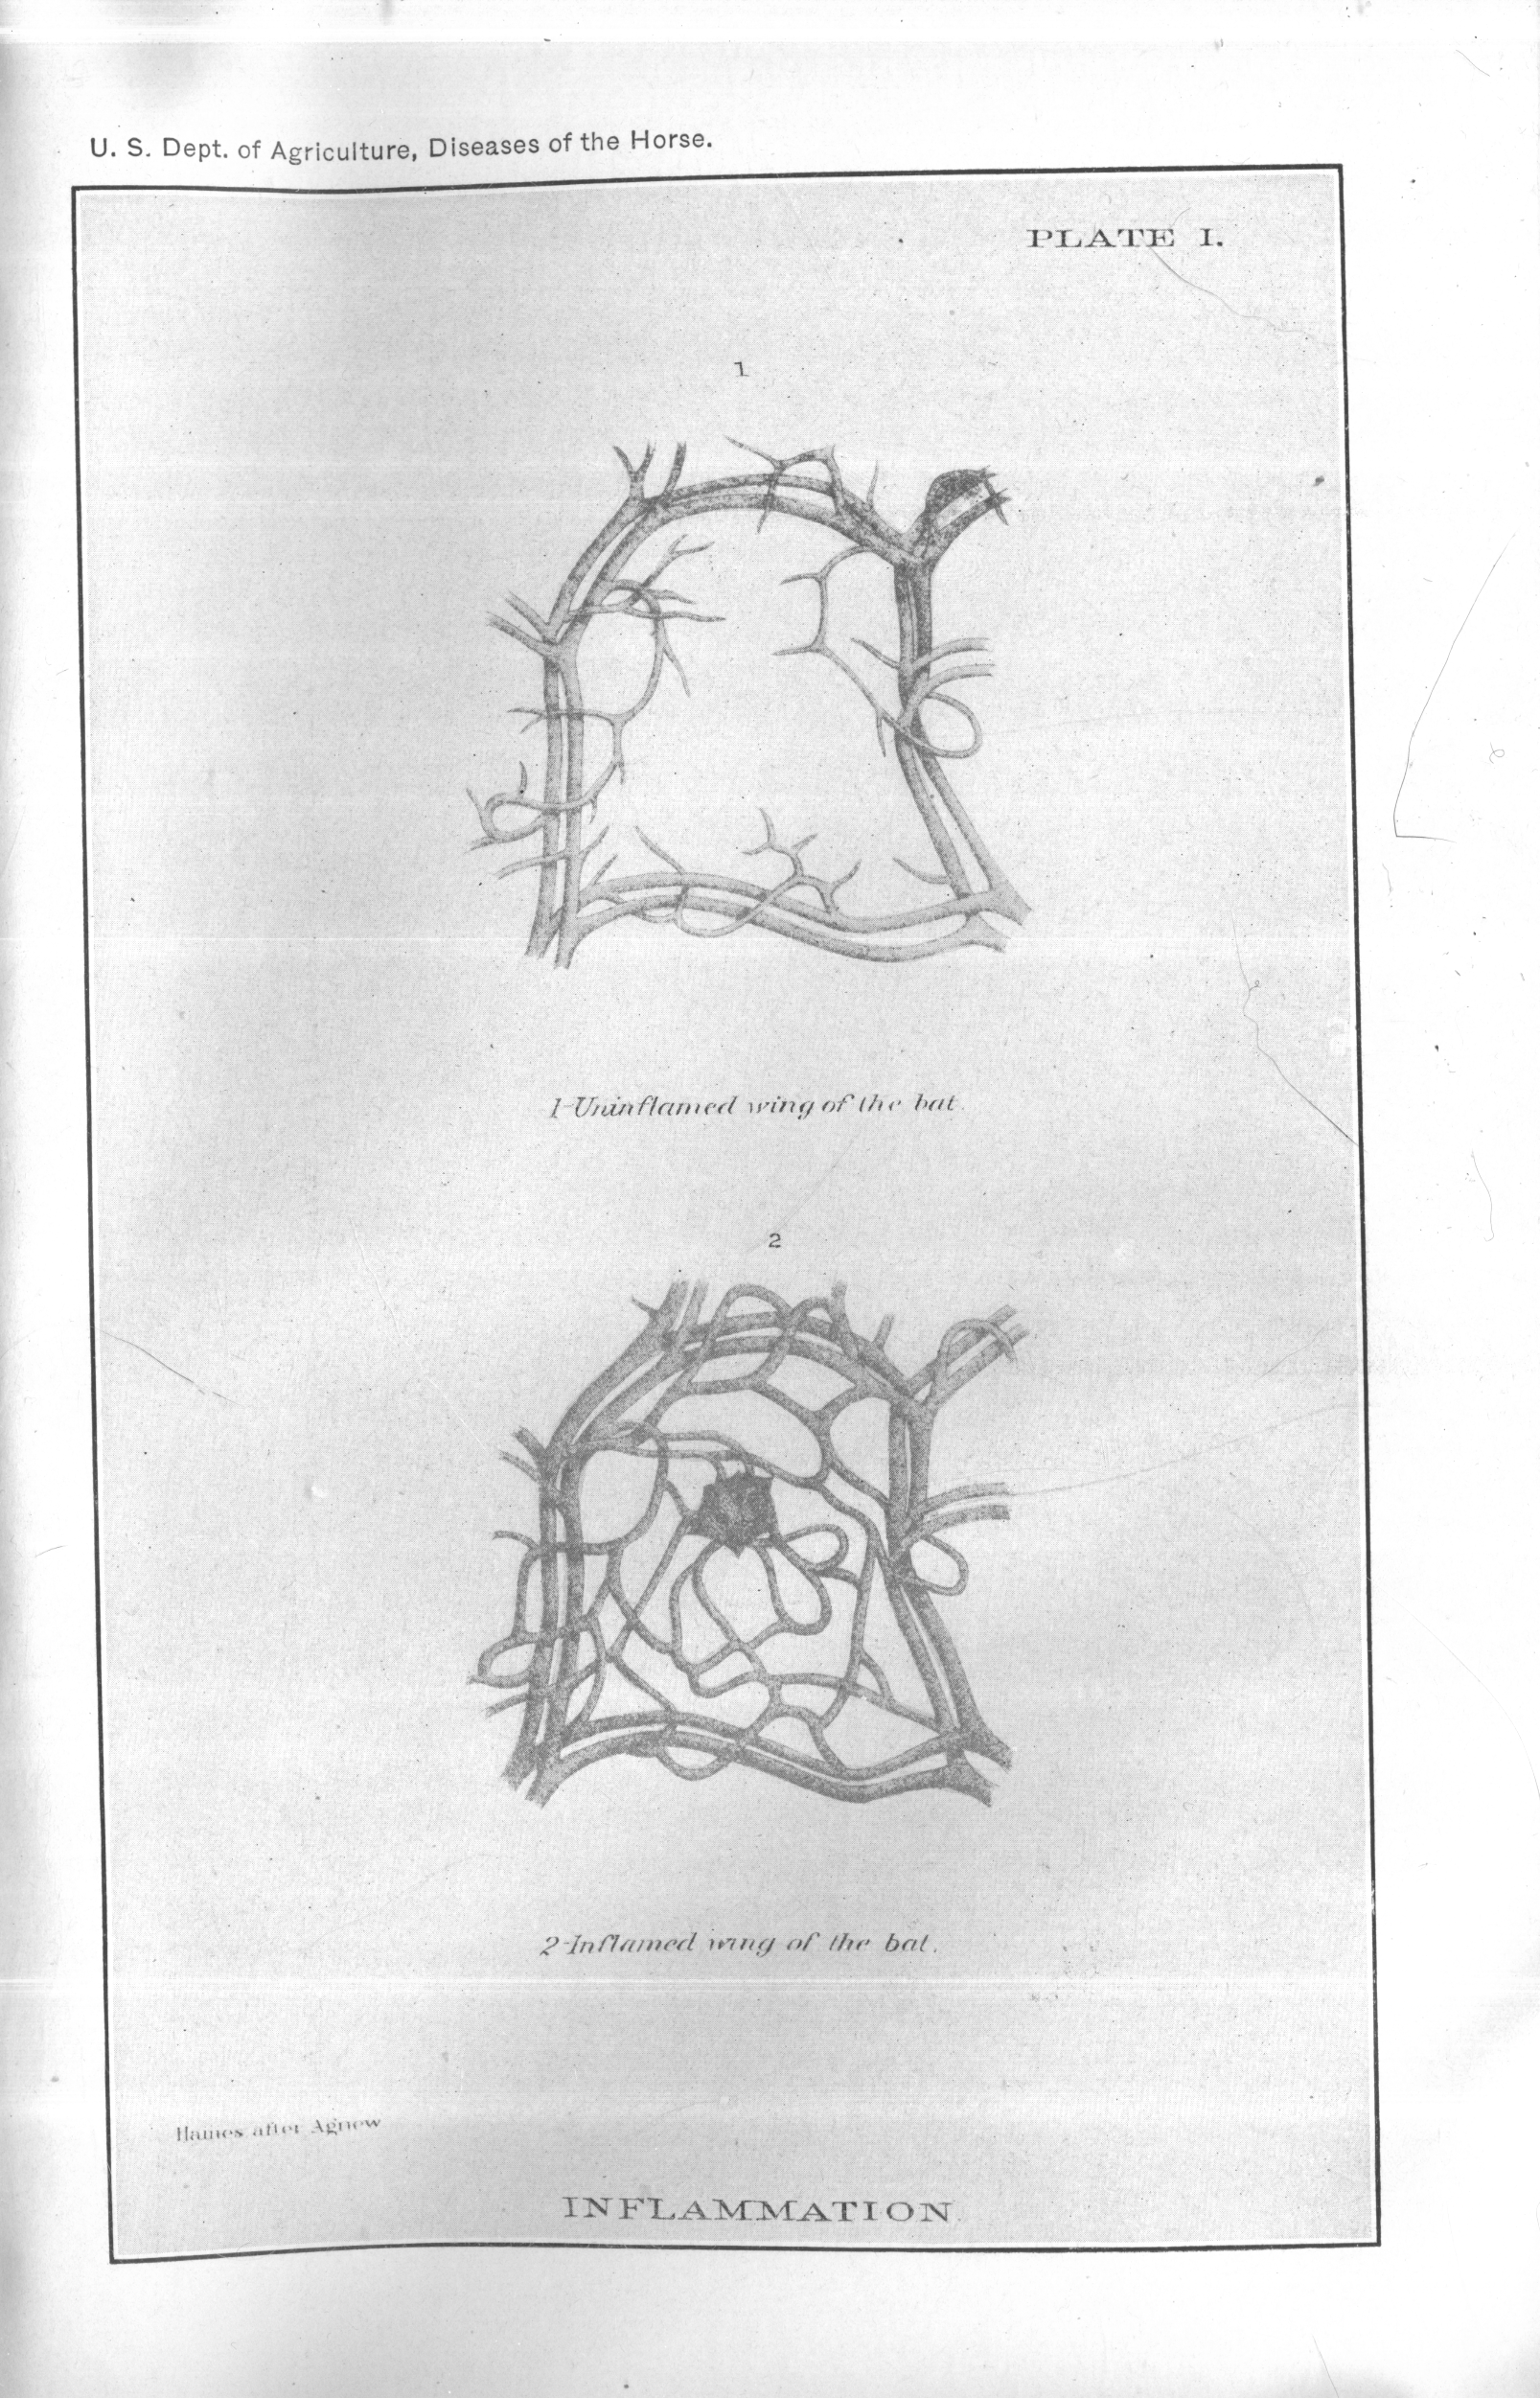 U. S. Dept. of Agriculture, Diseases of the Horse.
PLATE I.
1
1-Uninflamed wing of the bat.
2
2-Inflamed wing of the bat.
Haines after Agnew
INFLAMMATION